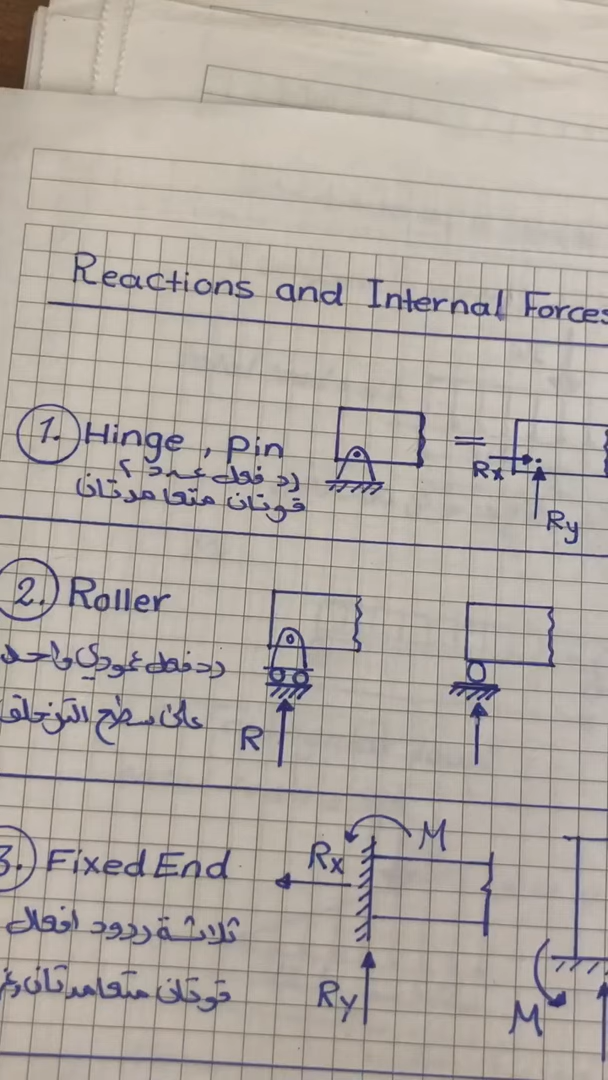 Reactions and Internal Forces
1. Hinge , pin
رد فعل عدد ٢
قوتان متعامدتان
=
Rx
Ry
2. Roller
رد فعل عمودي واحد
على سطح التزحلق
R
3. Fixed End
ثلاثة ردود افعال
قوتان متعامدتان
Rx
M
Ry
M